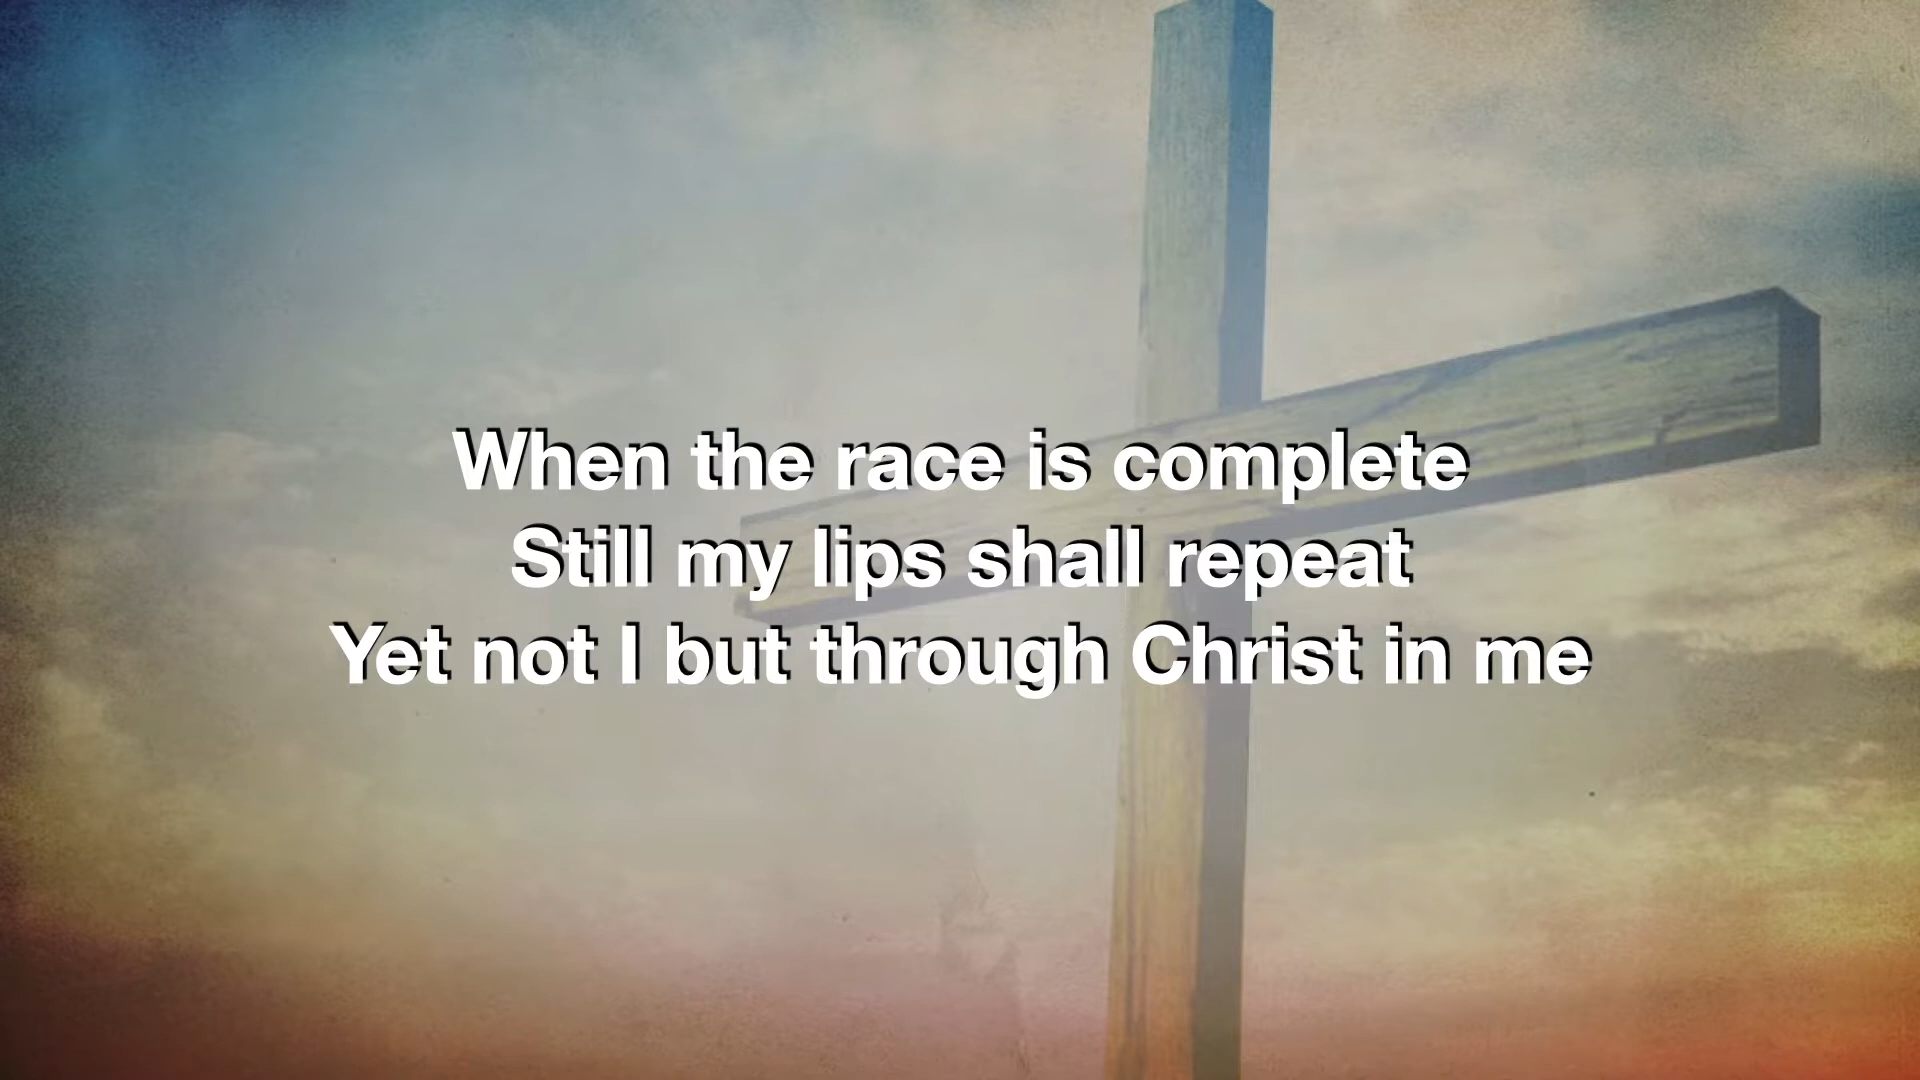 When the race is complete
Still my lips shall repeat
Yet not I but through Christ in me